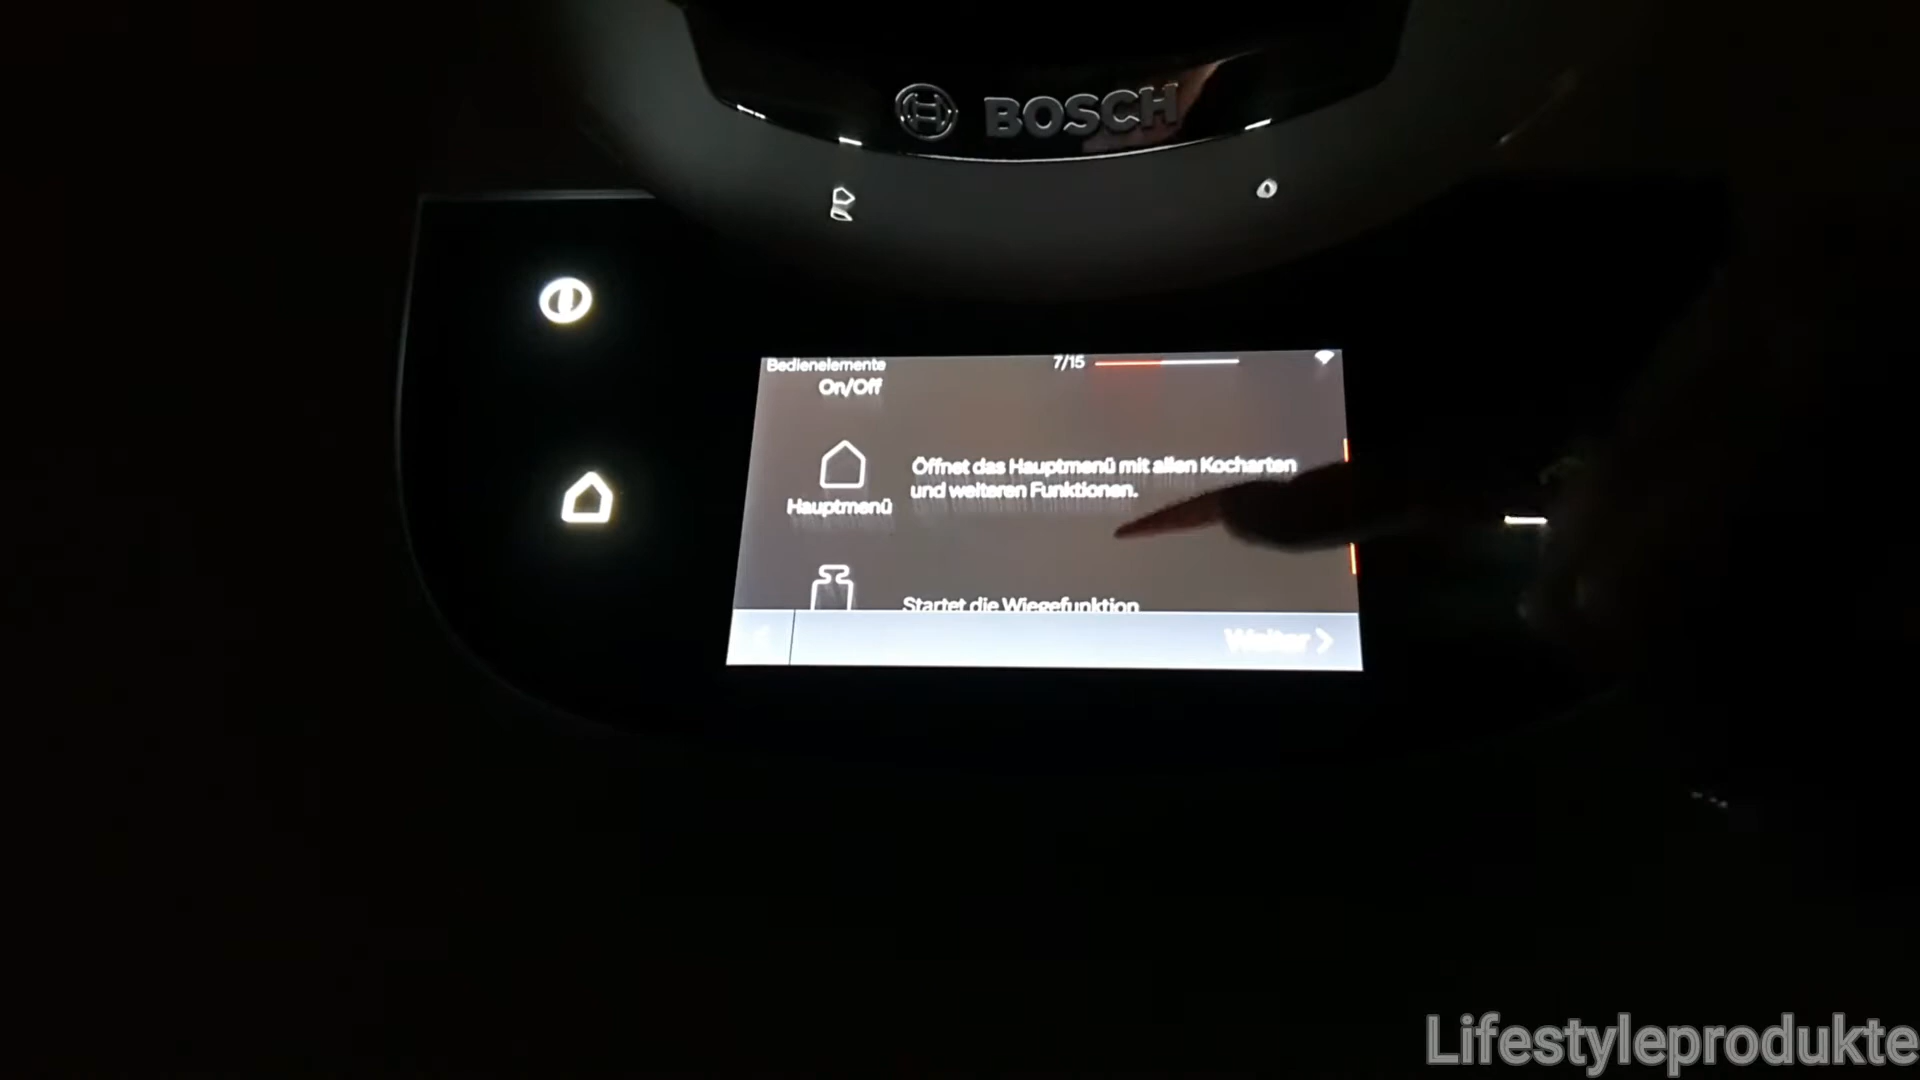 BOSCH
Bedienelemente
7/15
On/Off
Öffnet das Hauptmenü mit allen Kocharten
und weiteren Funktionen.
Hauptmenü
Startet die Wiegefunktion
Weiter
Lifestyleprodukte